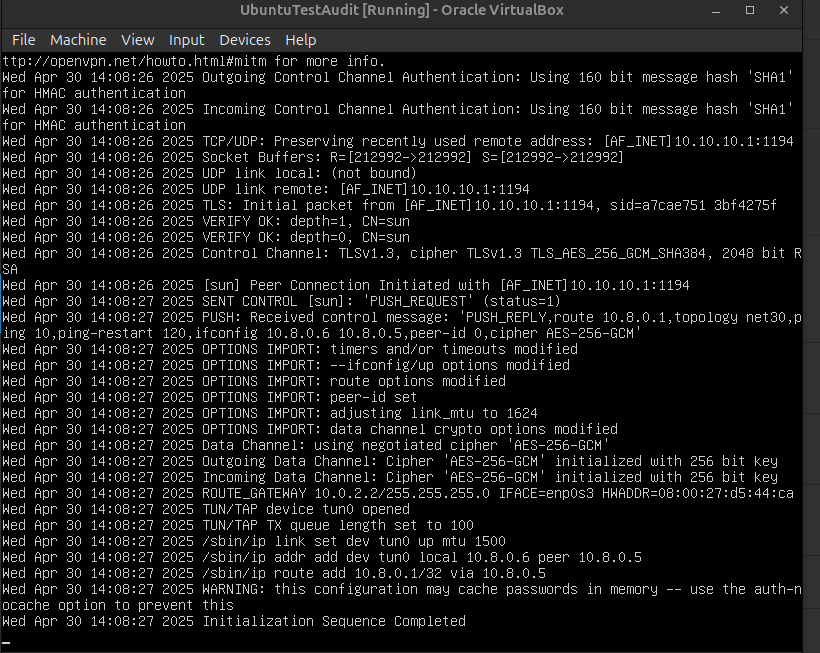 UbuntuTestAudit [Running] - Oracle VirtualBox
File Machine View Input Devices Help
ttp://openvpn.net/howto.html#mitm for more info.
Wed Apr 30 14:08:26 2025 Outgoing Control Channel Authentication: Using 160 bit message hash 'SHA1'
for HMAC authentication
Wed Apr 30 14:08:26 2025 Incoming Control Channel Authentication: Using 160 bit message hash 'SHA1'
for HMAC authentication
Wed Apr 30 14:08:26 2025 TCP/UDP: Preserving recently used remote address: [AF_INET]10.10.10.1:1194
Wed Apr 30 14:08:26 2025 Socket Buffers: R=[212992->212992] S=[212992->212992]
Wed Apr 30 14:08:26 2025 UDP link local: (not bound)
Wed Apr 30 14:08:26 2025 UDP link remote: [AF_INET]10.10.10.1:1194
Wed Apr 30 14:08:26 2025 TLS: Initial packet from [AF_INET]10.10.10.1:1194, sid=a7cae751 3bf4275f
Wed Apr 30 14:08:26 2025 VERIFY OK: depth=1, CN=sun
Wed Apr 30 14:08:26 2025 VERIFY OK: depth=0, CN=sun
Wed Apr 30 14:08:26 2025 Control Channel: TLSv1.3, cipher TLSv1.3 TLS_AES_256_GCM_SHA384, 2048 bit R
SA
Wed Apr 30 14:08:26 2025 [sun] Peer Connection Initiated with [AF_INET]10.10.10.1:1194
Wed Apr 30 14:08:27 2025 SENT CONTROL [sun]: 'PUSH_REQUEST' (status=1)
Wed Apr 30 14:08:27 2025 PUSH: Received control message: 'PUSH_REPLY,route 10.8.0.1,topology net30,p
ing 10,ping-restart 120,ifconfig 10.8.0.6 10.8.0.5,peer-id 0,cipher AES-256-GCM'
Wed Apr 30 14:08:27 2025 OPTIONS IMPORT: timers and/or timeouts modified
Wed Apr 30 14:08:27 2025 OPTIONS IMPORT: --ifconfig/up options modified
Wed Apr 30 14:08:27 2025 OPTIONS IMPORT: route options modified
Wed Apr 30 14:08:27 2025 OPTIONS IMPORT: peer-id set
Wed Apr 30 14:08:27 2025 OPTIONS IMPORT: adjusting link_mtu to 1624
Wed Apr 30 14:08:27 2025 OPTIONS IMPORT: data channel crypto options modified
Wed Apr 30 14:08:27 2025 Data Channel: using negotiated cipher 'AES-256-GCM'
Wed Apr 30 14:08:27 2025 Outgoing Data Channel: Cipher 'AES-256-GCM' initialized with 256 bit key
Wed Apr 30 14:08:27 2025 Incoming Data Channel: Cipher 'AES-256-GCM' initialized with 256 bit key
Wed Apr 30 14:08:27 2025 ROUTE_GATEWAY 10.0.2.2/255.255.255.0 IFACE=enp0s3 HWADDR=08:00:27:d5:44:ca
Wed Apr 30 14:08:27 2025 TUN/TAP device tun0 opened
Wed Apr 30 14:08:27 2025 TUN/TAP TX queue length set to 100
Wed Apr 30 14:08:27 2025 /sbin/ip link set dev tun0 up mtu 1500
Wed Apr 30 14:08:27 2025 /sbin/ip addr add dev tun0 local 10.8.0.6 peer 10.8.0.5
Wed Apr 30 14:08:27 2025 /sbin/ip route add 10.8.0.1/32 via 10.8.0.5
Wed Apr 30 14:08:27 2025 WARNING: this configuration may cache passwords in memory -- use the auth-n
ocache option to prevent this
Wed Apr 30 14:08:27 2025 Initialization Sequence Completed